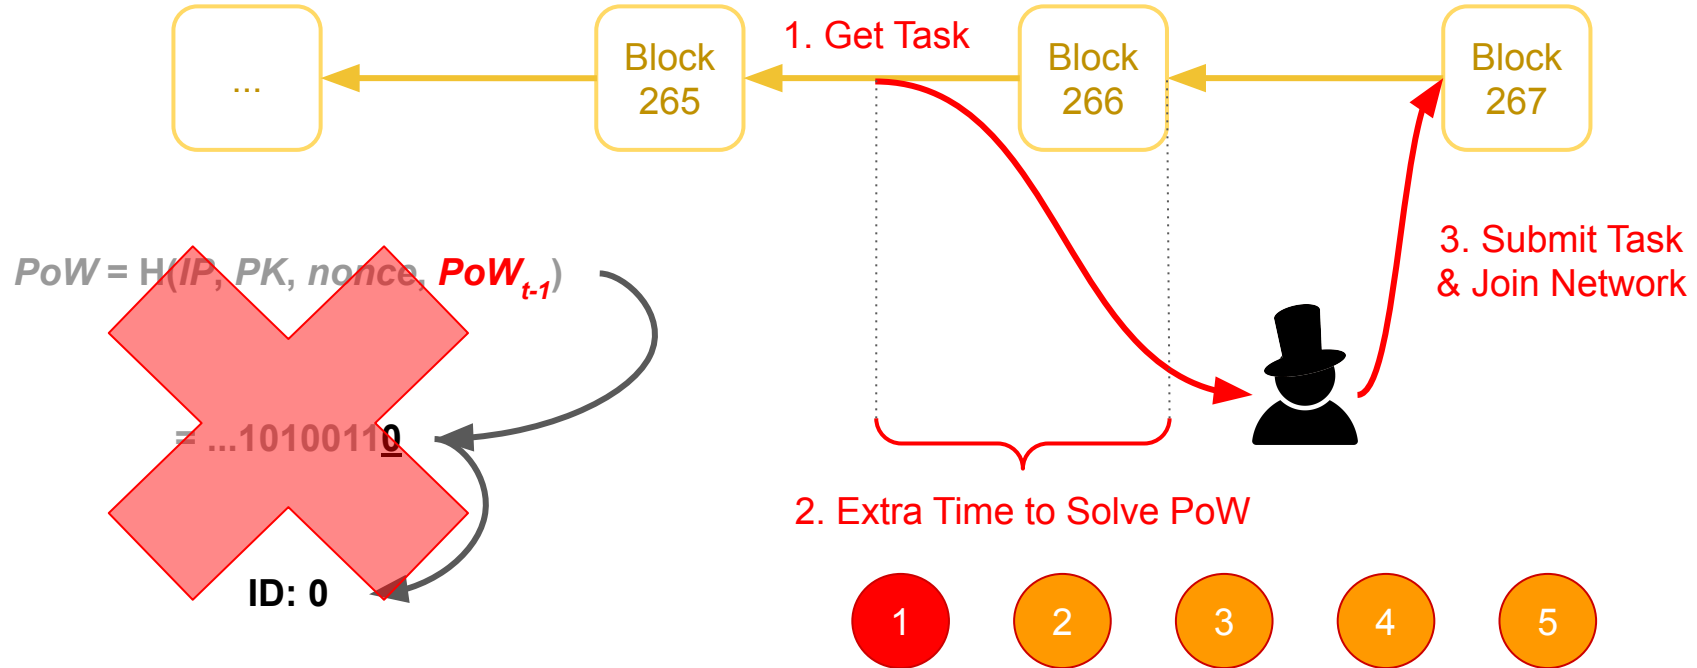 ...
Block
265
1. Get Task
Block
266
Block
267
PoW = H(IP, PK, nonce, PoW_t-1)
3. Submit Task
& Join Network
= ...10100110
2. Extra Time to Solve PoW
ID: 0
1
2
3
4
5